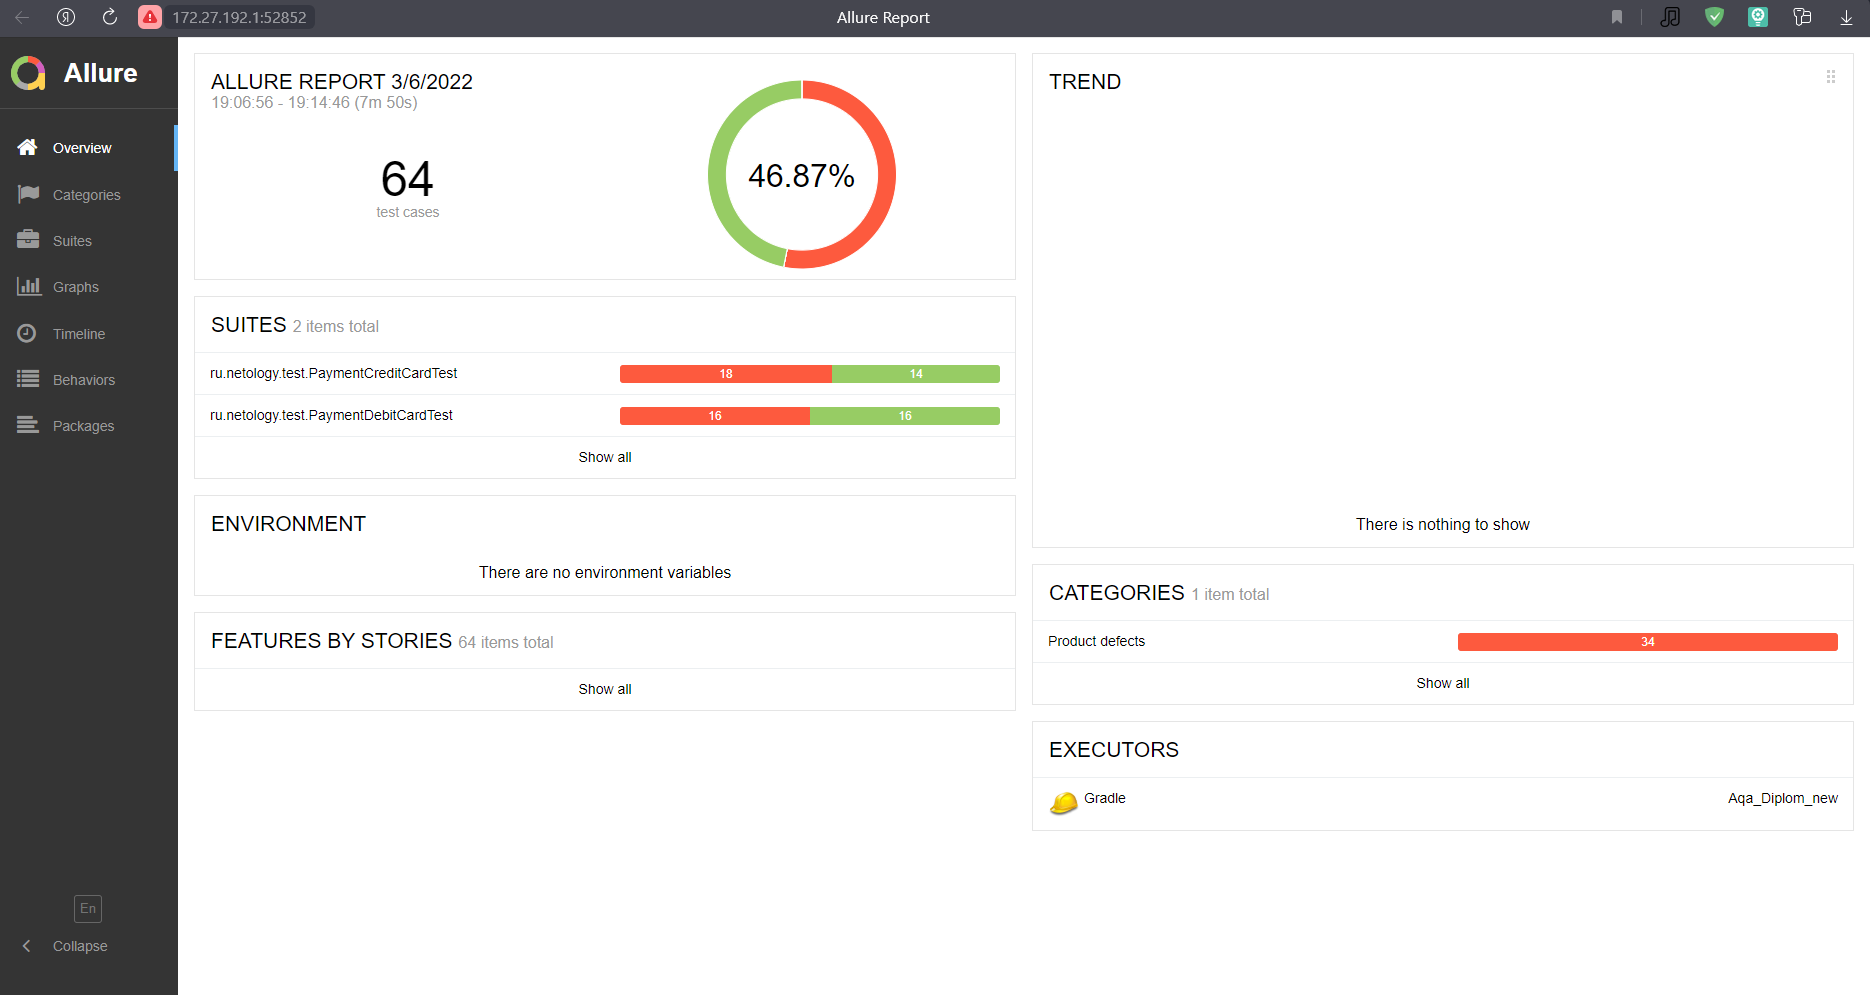 172.27.192.1:52852
Allure Report
Allure
Overview
Categories
Suites
Graphs
Timeline
Behaviors
Packages
En
Collapse
ALLURE REPORT 3/6/2022
19:06:56 - 19:14:46 (7m 50s)
64
test cases
46.87%
SUITES 2 items total
ru.netology.test.PaymentCreditCardTest 18 14
ru.netology.test.PaymentDebitCardTest 16 16
Show all
ENVIRONMENT
There are no environment variables
FEATURES BY STORIES 64 items total
Show all
TREND
There is nothing to show
CATEGORIES 1 item total
Product defects 34
Show all
EXECUTORS
Gradle Aqa_Diplom_new